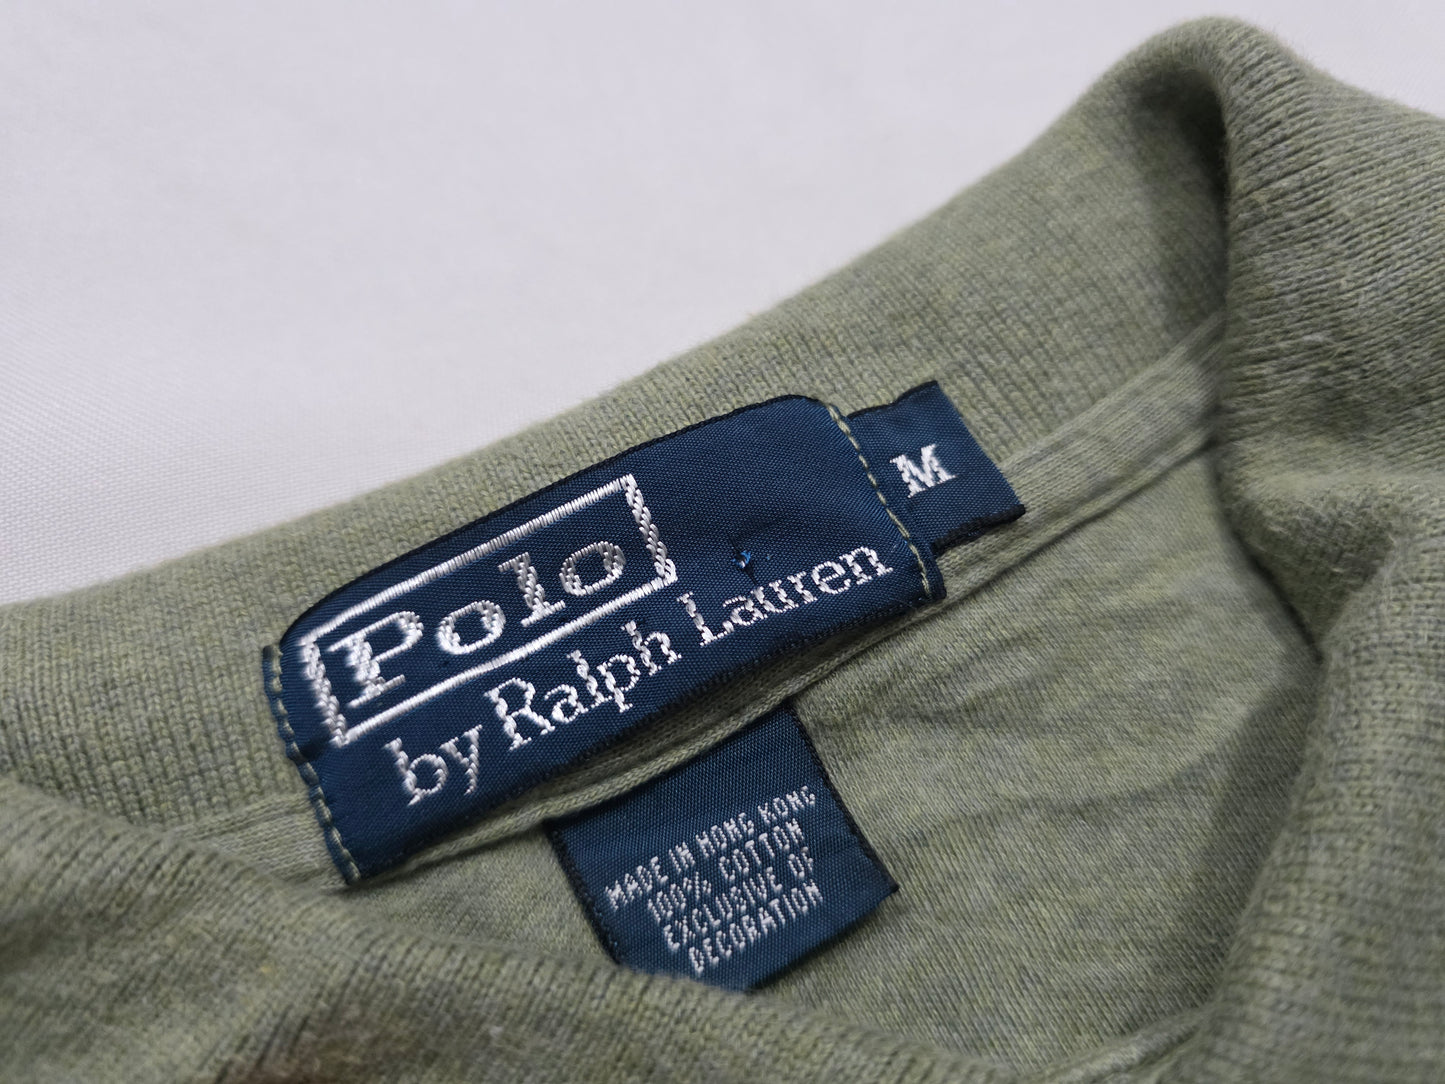 Polo
by Ralph Lauren
M
MADE IN HONG KONG
100% COTTON
EXCLUSIVE OF
DECORATION